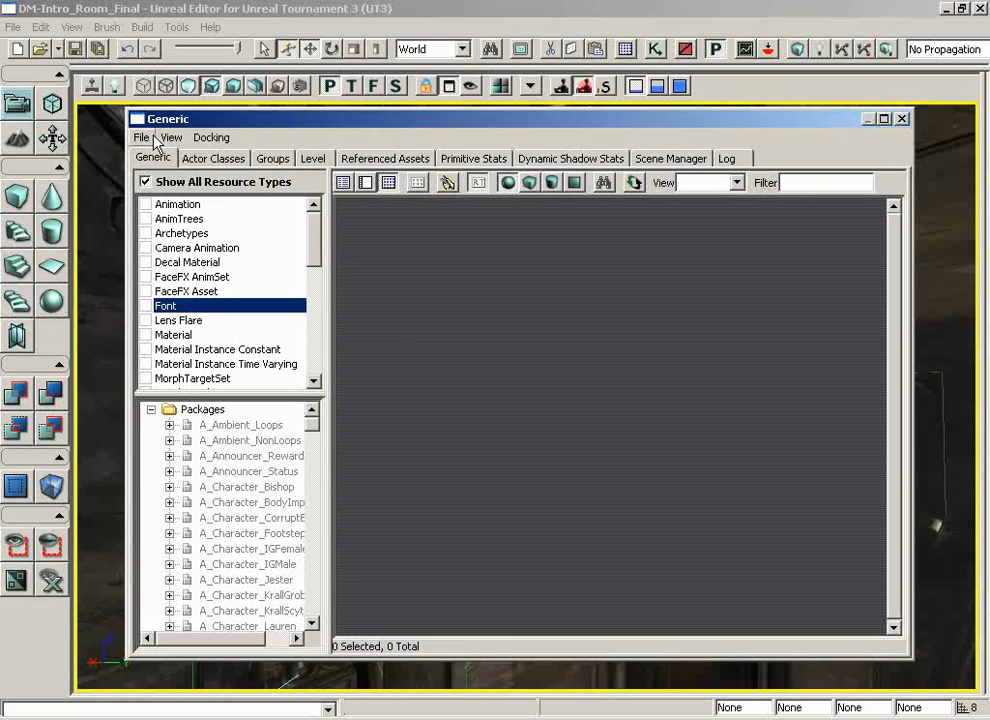 DM-Intro_Room_Final - Unreal Editor for Unreal Tournament 3 (UT3)
File Edit View Brush Build Tools Help
World
P
No Propagation
P T F S
S
Generic
File View Docking
Generic Actor Classes Groups Level Referenced Assets Primitive Stats Dynamic Shadow Stats Scene Manager Log
Show All Resource Types
View
Filter
Animation
AnimTrees
Archetypes
Camera Animation
Decal Material
FaceFX AnimSet
FaceFX Asset
Font
Lens Flare
Material
Material Instance Constant
Material Instance Time Varying
MorphTargetSet
Packages
A_Ambient_Loops
A_Ambient_NonLoops
A_Announcer_Reward
A_Announcer_Status
A_Character_Bishop
A_Character_BodyImp
A_Character_CorruptE
A_Character_Footstep
A_Character_IGFemale
A_Character_IGMale
A_Character_Jester
A_Character_KrallGrob
A_Character_KrallScyt
A_Character_Lauren
0 Selected, 0 Total
None None None None 8